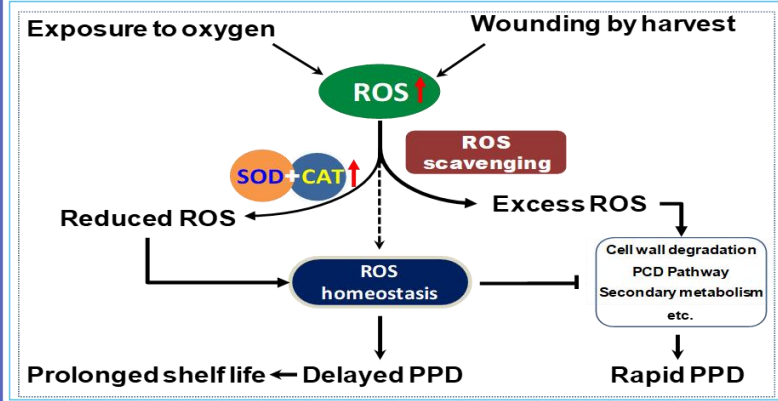 Exposure to oxygen
Wounding by harvest
ROS
ROS
scavenging
SOD+CAT
Reduced ROS
Excess ROS
Cell wall degradation
PCD Pathway
Secondary metabolism
etc.
ROS
homeostasis
Prolonged shelf life
Delayed PPD
Rapid PPD